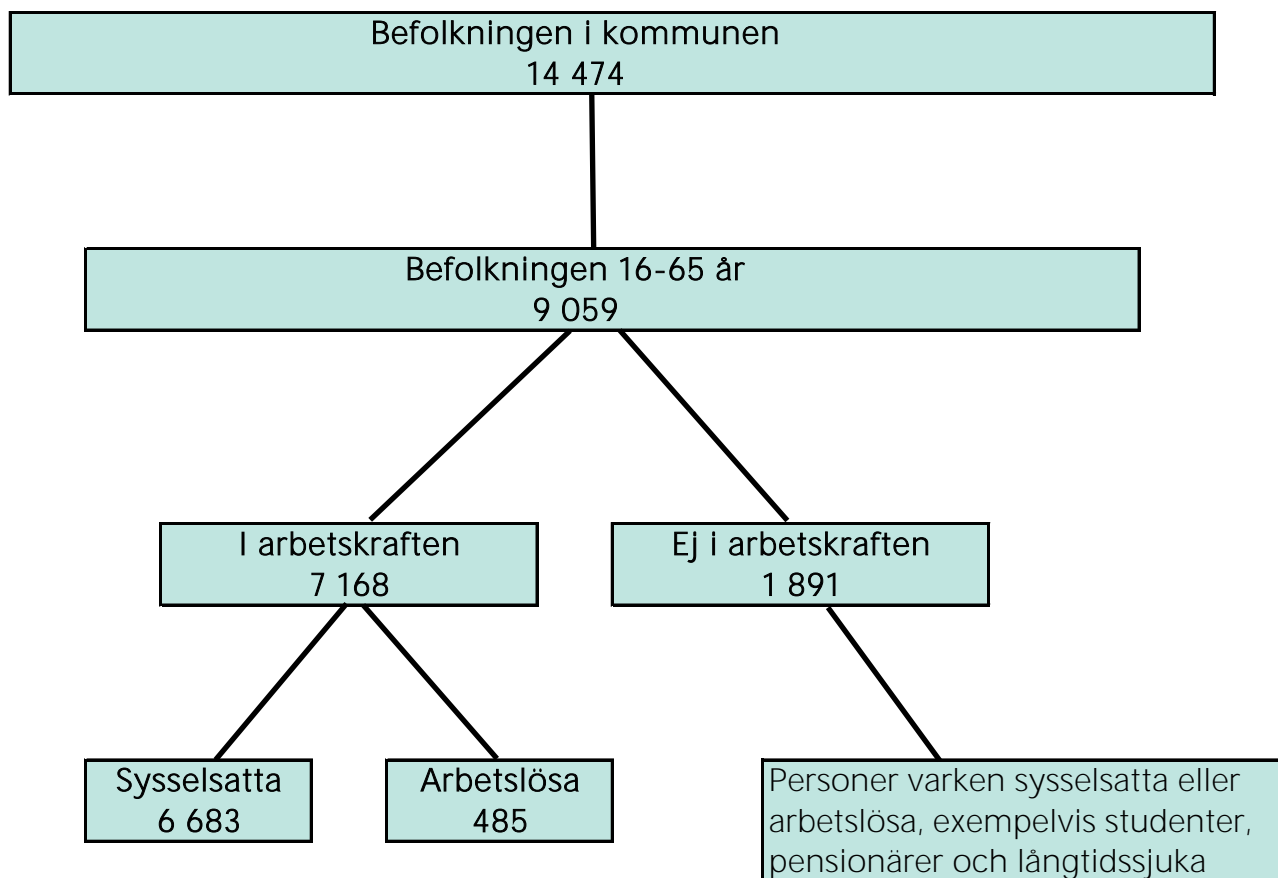 Befolkningen i kommunen
14 474
Befolkningen 16-65 år
9 059
I arbetskraften
7 168
Ej i arbetskraften
1 891
Sysselsatta
6 683
Arbetslösa
485
Personer varken sysselsatta eller
arbetslösa, exempelvis studenter,
pensionärer och långtidssjuka